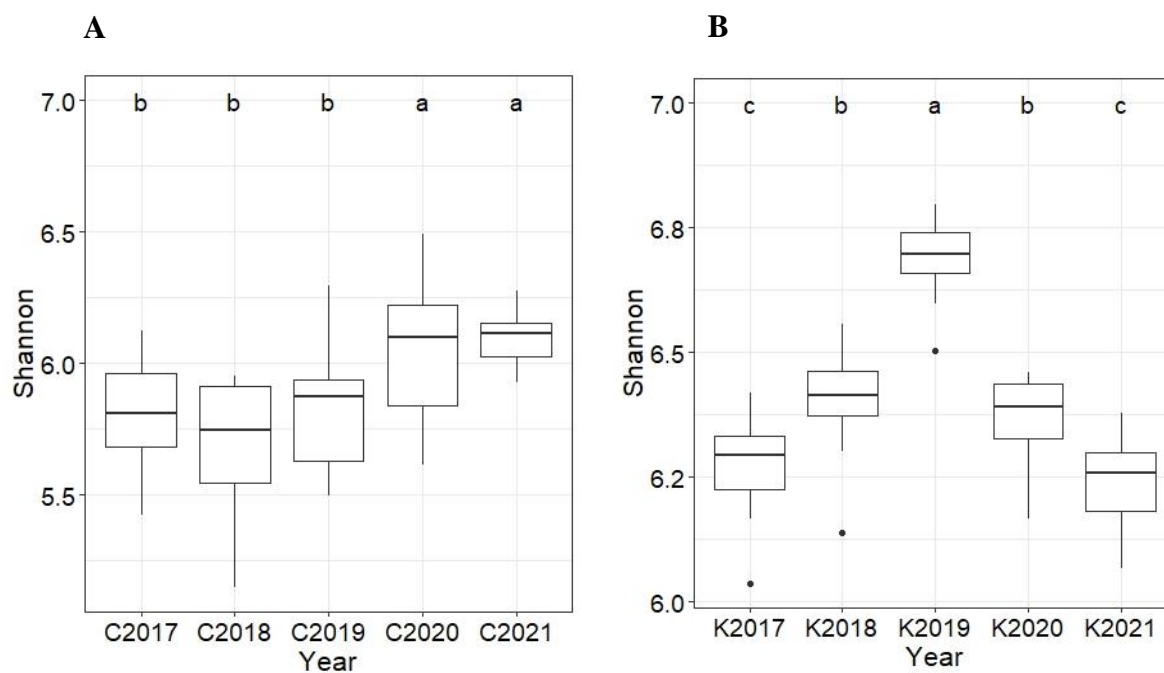 A
7.0
b b b a a
6.5
Shannon
6.0
5.5
C2017 C2018 C2019 C2020 C2021
Year
B
7.0
c b a b c
6.8
Shannon
6.5
6.2
6.0
K2017 K2018 K2019 K2020 K2021
Year